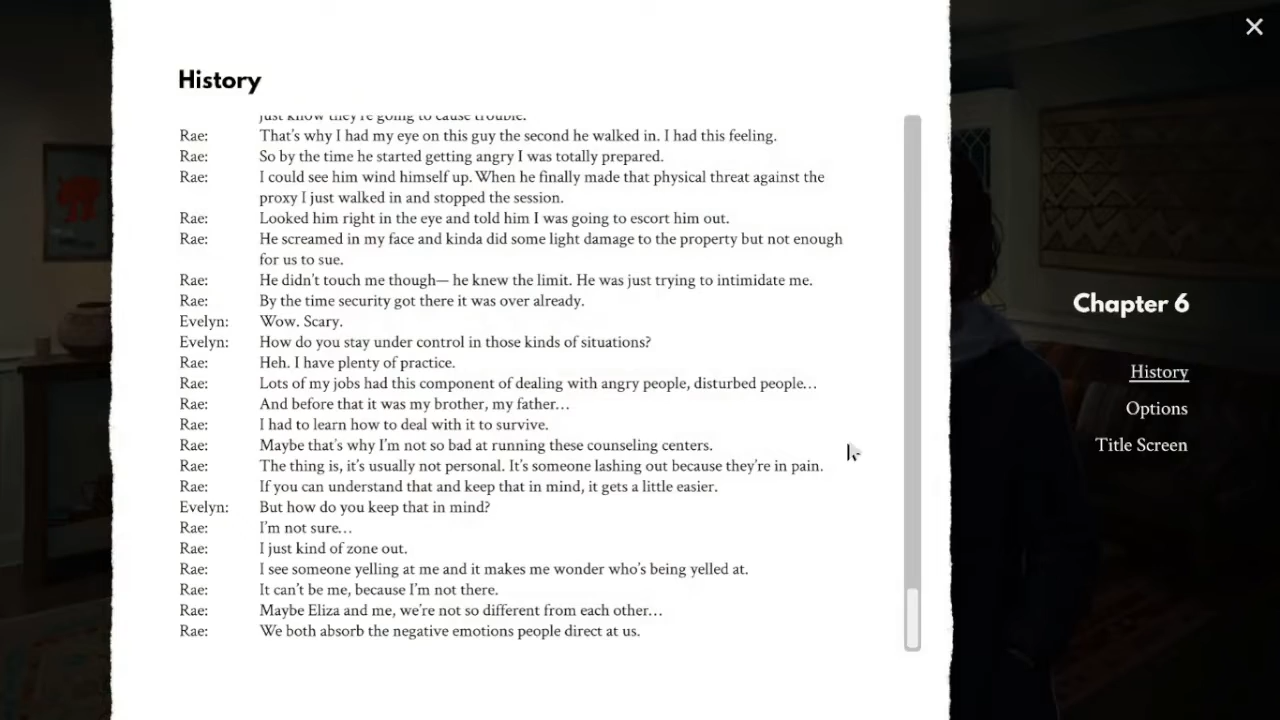 History
just know they're going to cause trouble.
Rae: That's why I had my eye on this guy the second he walked in. I had this feeling.
Rae: So by the time he started getting angry I was totally prepared.
Rae: I could see him wind himself up. When he finally made that physical threat against the
proxy I just walked in and stopped the session.
Rae: Looked him right in the eye and told him I was going to escort him out.
Rae: He screamed in my face and kinda did some light damage to the property but not enough
for us to sue.
Rae: He didn't touch me though— he knew the limit. He was just trying to intimidate me.
Rae: By the time security got there it was over already.
Evelyn: Wow. Scary.
Evelyn: How do you stay under control in those kinds of situations?
Rae: Heh. I have plenty of practice.
Rae: Lots of my jobs had this component of dealing with angry people, disturbed people…
Rae: And before that it was my brother, my father…
Rae: I had to learn how to deal with it to survive.
Rae: Maybe that's why I'm not so bad at running these counseling centers.
Rae: The thing is, it's usually not personal. It's someone lashing out because they're in pain.
Rae: If you can understand that and keep that in mind, it gets a little easier.
Evelyn: But how do you keep that in mind?
Rae: I'm not sure…
Rae: I just kind of zone out.
Rae: I see someone yelling at me and it makes me wonder who's being yelled at.
Rae: It can't be me, because I'm not there.
Rae: Maybe Eliza and me, we're not so different from each other…
Rae: We both absorb the negative emotions people direct at us.
Chapter 6
History
Options
Title Screen